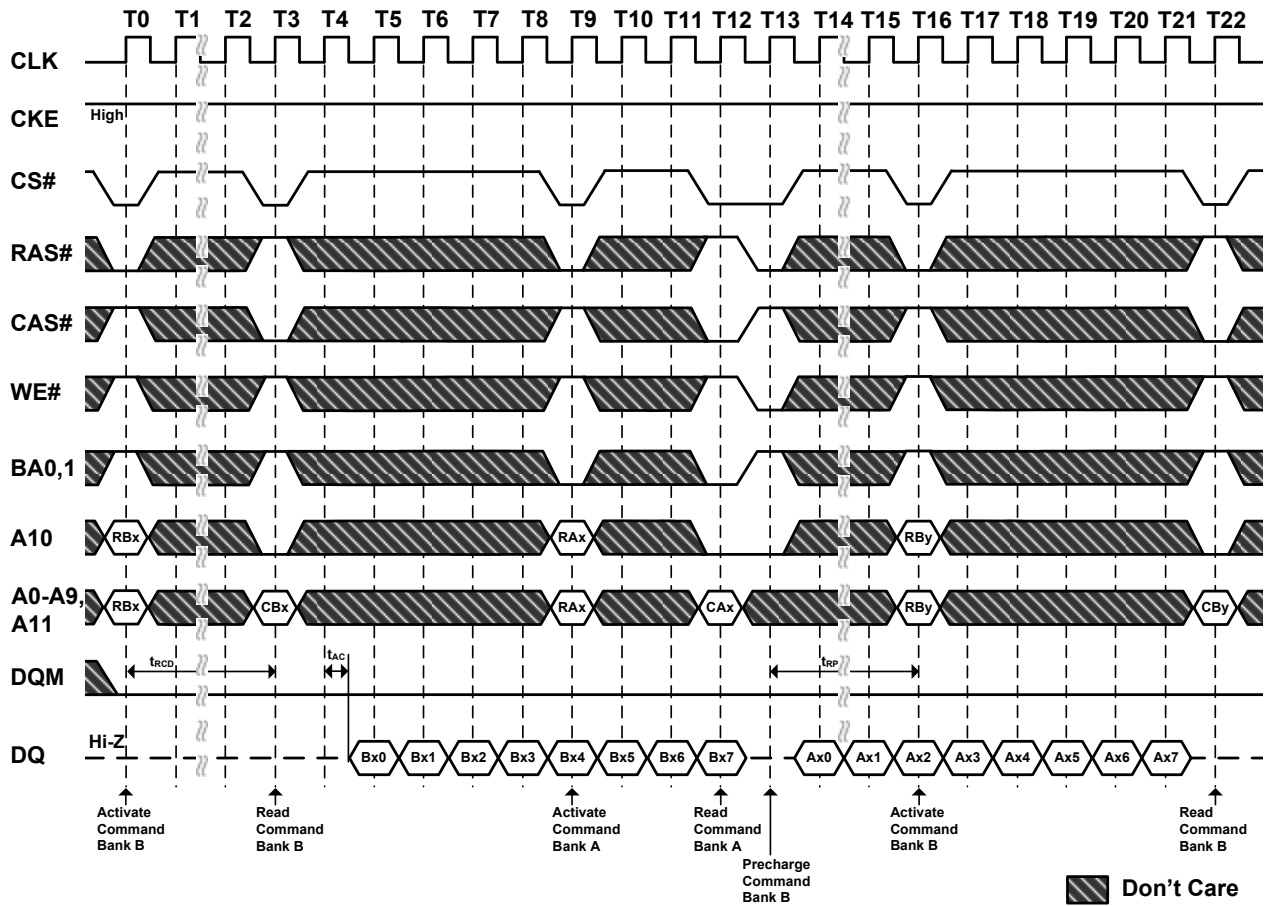 T0 T1 T2 T3 T4 T5 T6 T7 T8 T9 T10 T11 T12 T13 T14 T15 T16 T17 T18 T19 T20 T21 T22
CLK
CKE High
CS#
RAS#
CAS#
WE#
BA0,1
A10 RBx RAx RBy
A0-A9,
A11 RBx CBx RAx CAx RBy CBy
DQM tRCD tAC tRP
DQ Hi-Z Bx0 Bx1 Bx2 Bx3 Bx4 Bx5 Bx6 Bx7 Ax0 Ax1 Ax2 Ax3 Ax4 Ax5 Ax6 Ax7
Activate
Command
Bank B
Read
Command
Bank B
Activate
Command
Bank A
Read
Command
Bank A
Precharge
Command
Bank B
Activate
Command
Bank B
Read
Command
Bank B
Don't Care